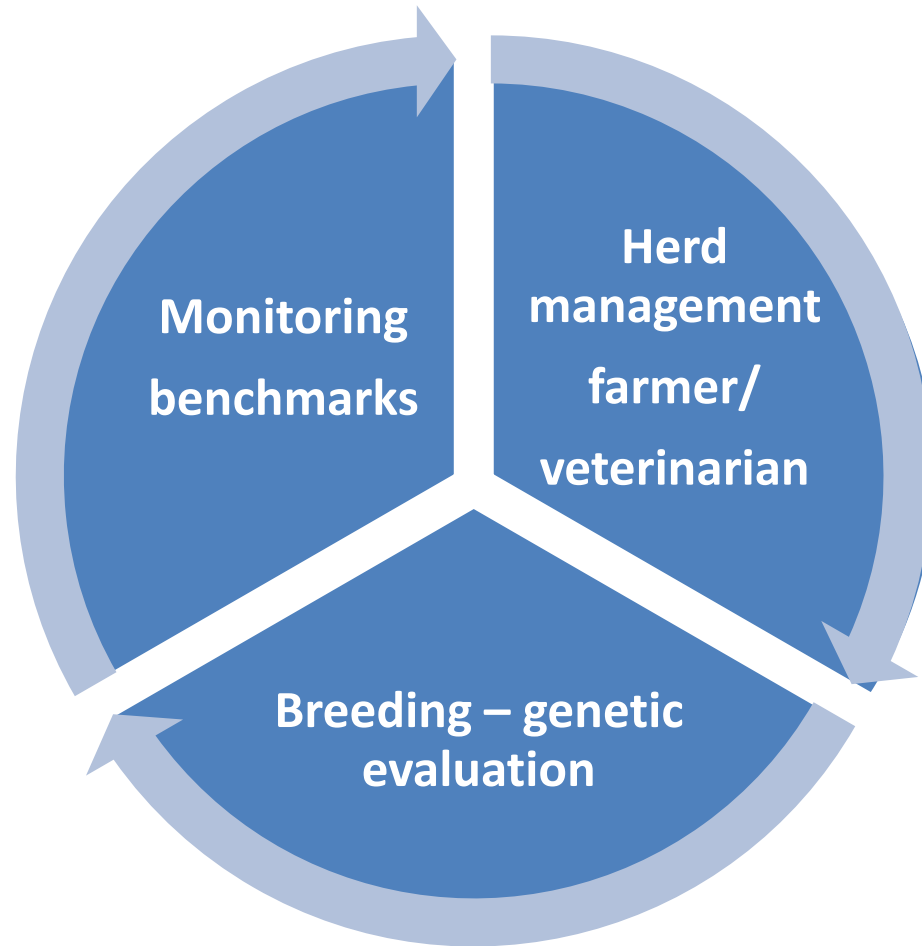 Herd
management
farmer/
veterinarian
Breeding – genetic
evaluation
Monitoring
benchmarks